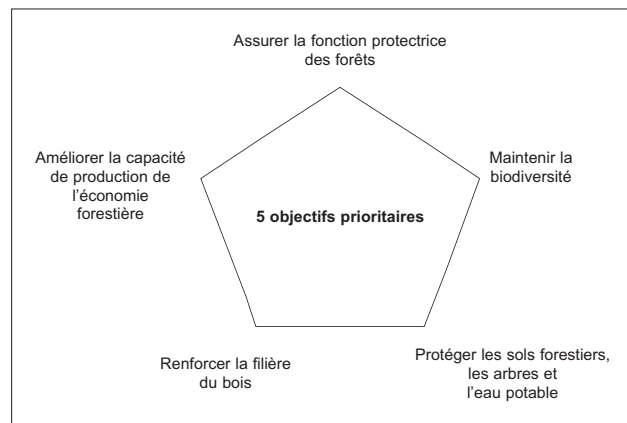 Assurer la fonction protectrice
des forêts
Améliorer la capacité
de production de
l'économie
forestière
Maintenir la
biodiversité
5 objectifs prioritaires
Renforcer la filière
du bois
Protéger les sols forestiers,
les arbres et
l'eau potable